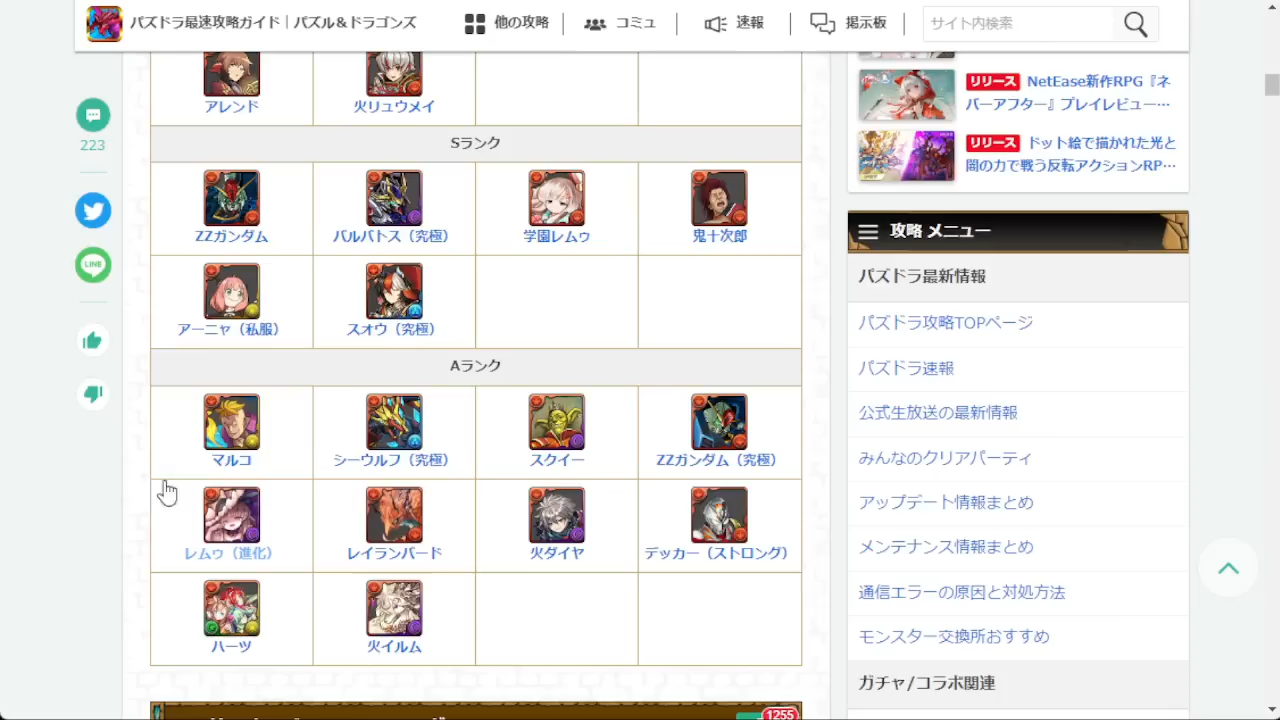 パズドラ最速攻略ガイド | パズル＆ドラゴンズ
他の攻略
コミュ
速報
掲示板
サイト内検索
アレンド
火リュウメイ
Sランク
ZZガンダム
バルバトス（究極）
学園レムゥ
鬼十次郎
アーニャ（私服）
スオウ（究極）
Aランク
マルコ
シーウルフ（究極）
スクイー
ZZガンダム（究極）
レムゥ（進化）
レイランバード
火ダイヤ
デッカー（ストロング）
ハーツ
火イルム
223
LINE
リリース NetEase新作RPG『ネ
バーアフター』プレイレビュー…
リリース ドット絵で描かれた光と
闇の力で戦う反転アクションRP…
攻略 メニュー
パズドラ最新情報
パズドラ攻略TOPページ
パズドラ速報
公式生放送の最新情報
みんなのクリアパーティ
アップデート情報まとめ
メンテナンス情報まとめ
通信エラーの原因と対処方法
モンスター交換所おすすめ
ガチャ/コラボ関連
1255